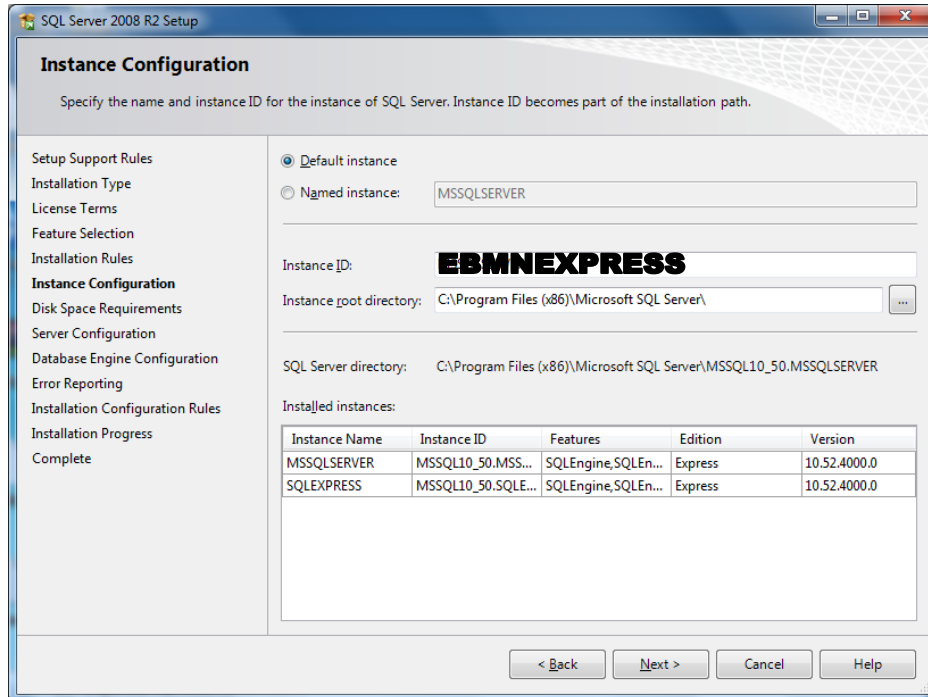 SQL Server 2008 R2 Setup
Instance Configuration
Specify the name and instance ID for the instance of SQL Server. Instance ID becomes part of the installation path.
Setup Support Rules
Installation Type
License Terms
Feature Selection
Installation Rules
Instance Configuration
Disk Space Requirements
Server Configuration
Database Engine Configuration
Error Reporting
Installation Configuration Rules
Installation Progress
Complete
Default instance
Named instance: MSSQLSERVER
Instance ID: EBMNEXPRESS
Instance root directory: C:\Program Files (x86)\Microsoft SQL Server\ ...
SQL Server directory: C:\Program Files (x86)\Microsoft SQL Server\MSSQL10_50.MSSQLSERVER
Installed instances:
Instance Name Instance ID Features Edition Version
MSSQLSERVER MSSQL10_50.MSS... SQLEngine,SQLEn... Express 10.52.4000.0
SQLEXPRESS MSSQL10_50.SQLE... SQLEngine,SQLEn... Express 10.52.4000.0
< Back Next > Cancel Help